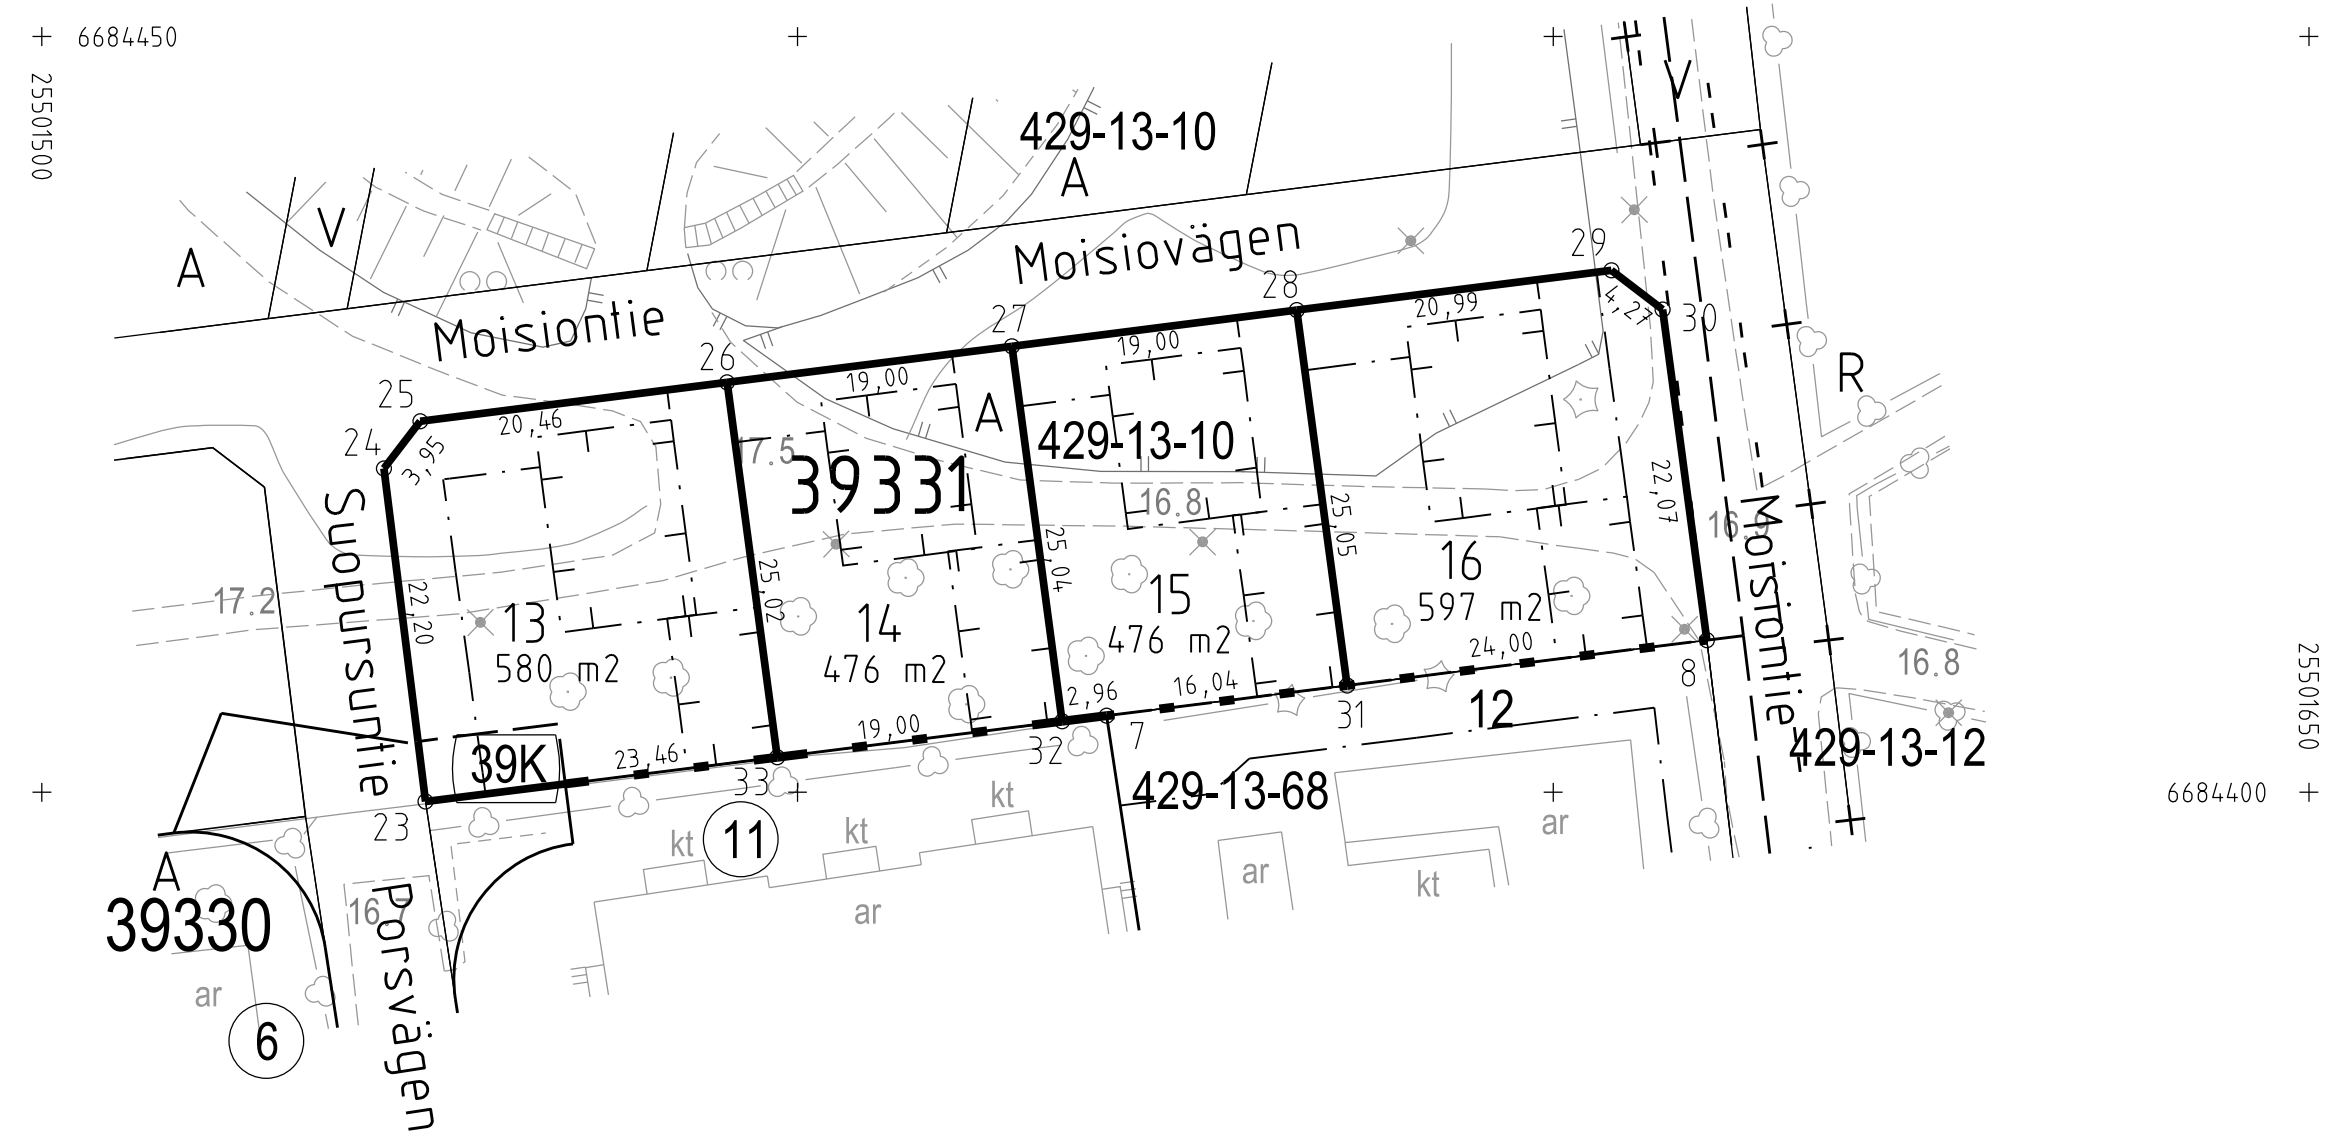 6684450
25501500
429-13-10
A
V
A
V
Moisiovägen
Moisiontie
29
28
30
27
26
25
24
20,99
4,27
19,00
19,00
20,46
3,95
R
A
429-13-10
17.5
39331
16.8
16.9
22,07
25,05
25,04
25,02
22,20
Suopursuntie
Moisiontie
17.2
13
580 m2
14
476 m2
15
476 m2
16
597 m2
24,00
16,04
2,96
19,00
23,46
8
31
7
32
33
23
12
16.8
25501650
429-13-12
429-13-68
6684400
39K
11
kt
kt
kt
ar
ar
ar
kt
A
39330
16.7
Porsvägen
ar
6